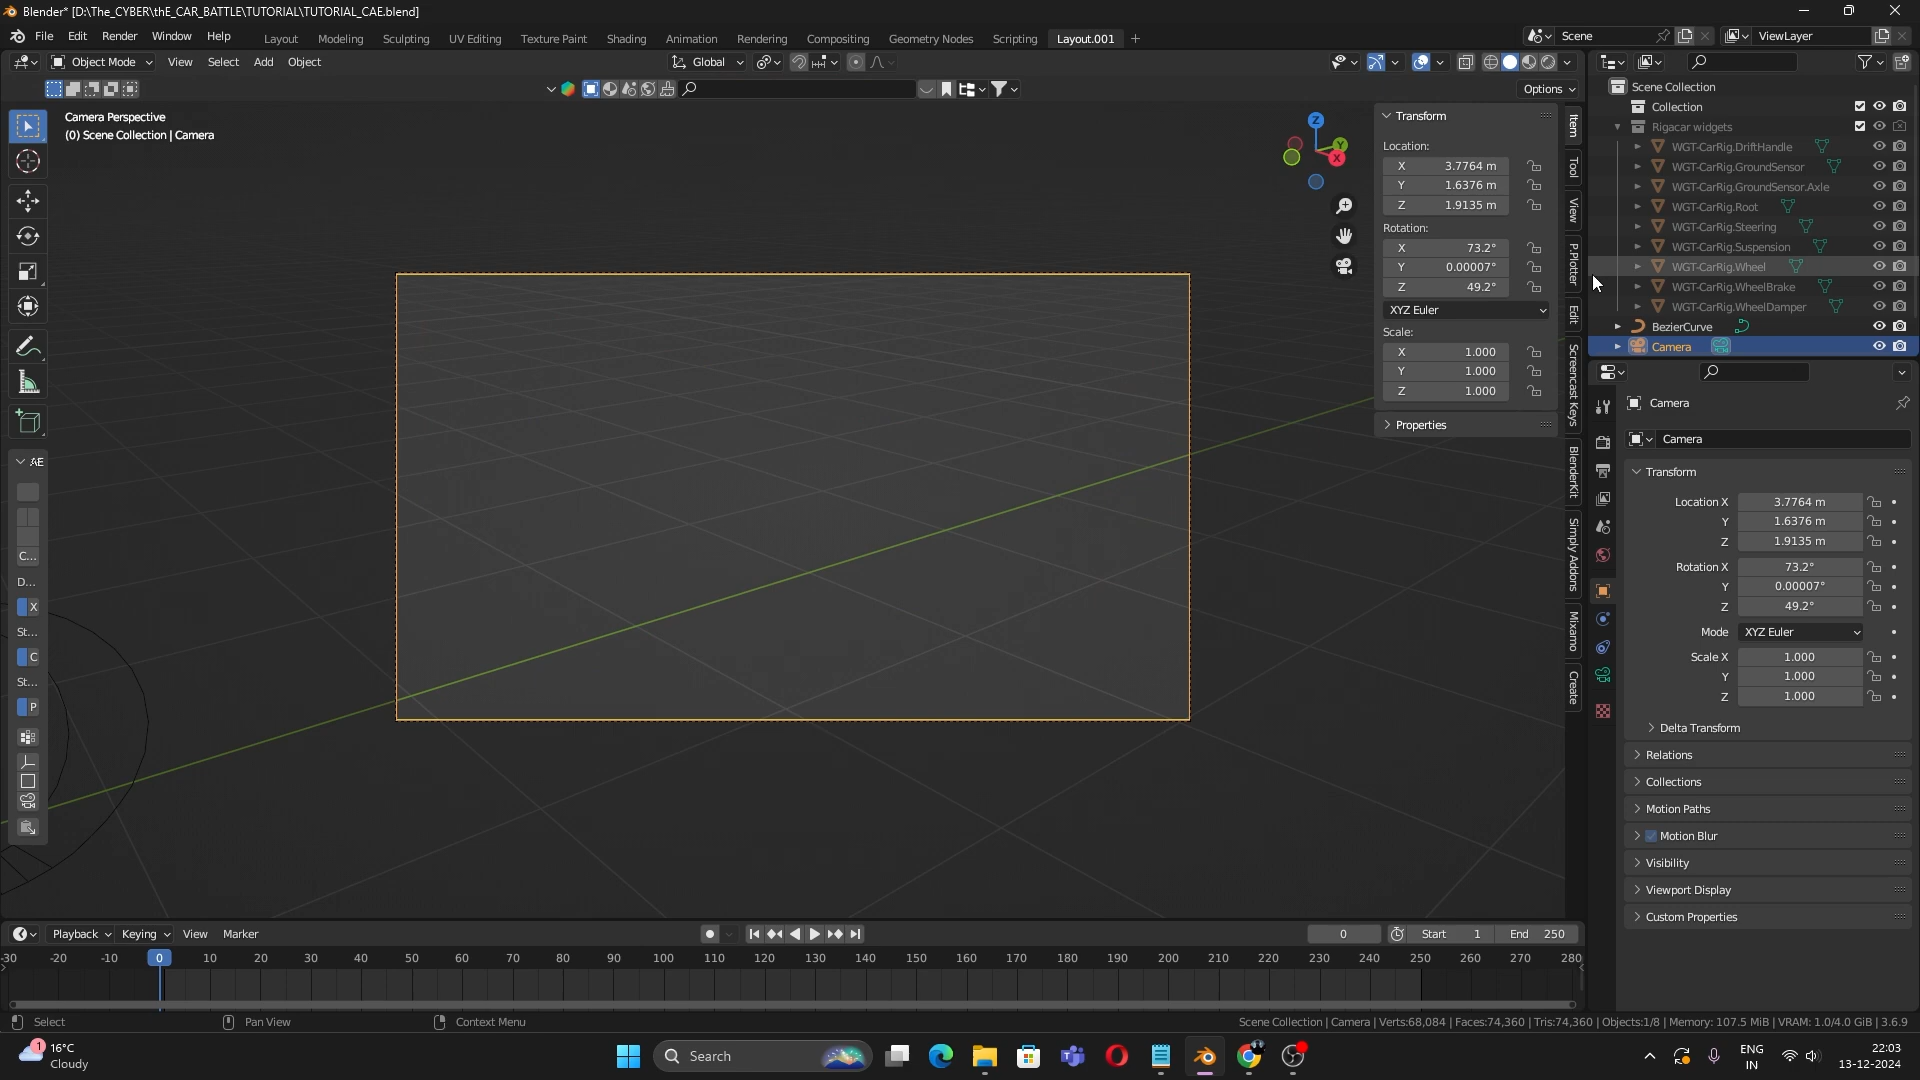 Blender* [D:\The_CYBER\thE_CAR_BATTLE\TUTORIAL\TUTORIAL_CAE.blend]
File Edit Render Window Help Layout Modeling Sculpting UV Editing Texture Paint Shading Animation Rendering Compositing Geometry Nodes Scripting Layout.001 Scene ViewLayer
Object Mode View Select Add Object Global
Options
Camera Perspective
(0) Scene Collection | Camera
Z
Y
X
Transform
Location:
X 3.7764 m
Y 1.6376 m
Z 1.9135 m
Rotation:
X 73.2°
Y 0.00007°
Z 49.2°
XYZ Euler
Scale:
X 1.000
Y 1.000
Z 1.000
Properties
Item
Tool
View
P.Plotter
Edit
Screencast Keys
BlenderKit
Simply Addons
Mixamo
Create
AE
C...
D...
X
St...
C
St...
P
Scene Collection
Collection
Rigacar widgets
WGT-CarRig.DriftHandle
WGT-CarRig.GroundSensor
WGT-CarRig.GroundSensor.Axle
WGT-CarRig.Root
WGT-CarRig.Steering
WGT-CarRig.Suspension
WGT-CarRig.Wheel
WGT-CarRig.WheelBrake
WGT-CarRig.WheelDamper
BezierCurve
Camera
Camera
Camera
Transform
Location X 3.7764 m
Y 1.6376 m
Z 1.9135 m
Rotation X 73.2°
Y 0.00007°
Z 49.2°
Mode XYZ Euler
Scale X 1.000
Y 1.000
Z 1.000
Delta Transform
Relations
Collections
Motion Paths
Motion Blur
Visibility
Viewport Display
Custom Properties
Playback Keying View Marker 0 Start 1 End 250
-30 -20 -10 0 10 20 30 40 50 60 70 80 90 100 110 120 130 140 150 160 170 180 190 200 210 220 230 240 250 260 270 280
Select Pan View Context Menu Scene Collection | Camera | Verts:68,084 | Faces:74,360 | Tris:74,360 | Objects:1/8 | Memory: 107.5 MiB | VRAM: 1.0/4.0 GiB | 3.6.9
1
16°C
Cloudy
Search
ENG
IN
22:03
13-12-2024